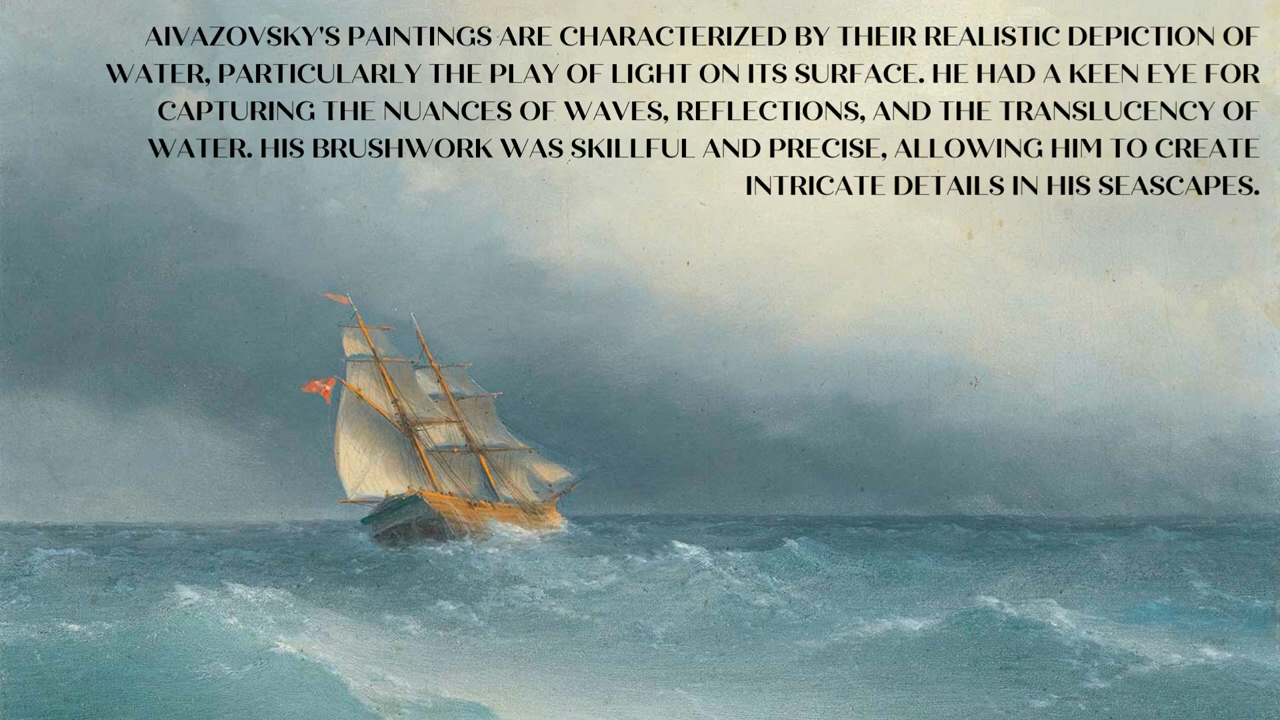 AIVAZOVSKY'S PAINTINGS ARE CHARACTERIZED BY THEIR REALISTIC DEPICTION OF
WATER, PARTICULARLY THE PLAY OF LIGHT ON ITS SURFACE. HE HAD A KEEN EYE FOR
CAPTURING THE NUANCES OF WAVES, REFLECTIONS, AND THE TRANSLUCENCY OF
WATER. HIS BRUSHWORK WAS SKILLFUL AND PRECISE, ALLOWING HIM TO CREATE
INTRICATE DETAILS IN HIS SEASCAPES.